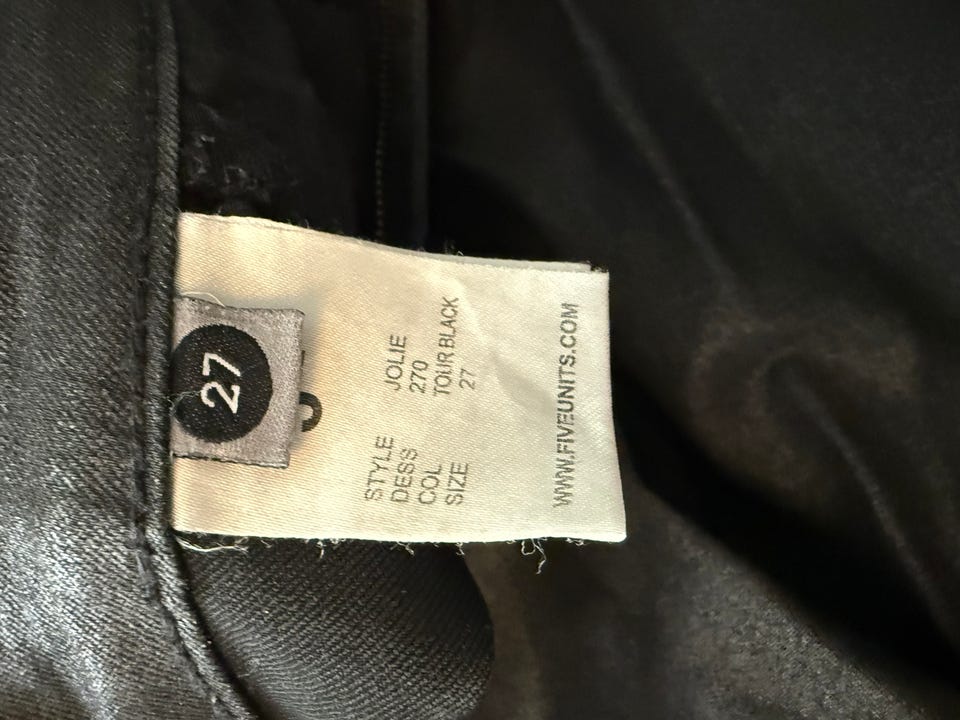 27
STYLE JOLIE
DESS 270
COL TOUR BLACK
SIZE 27
WWW.FIVEUNITS.COM